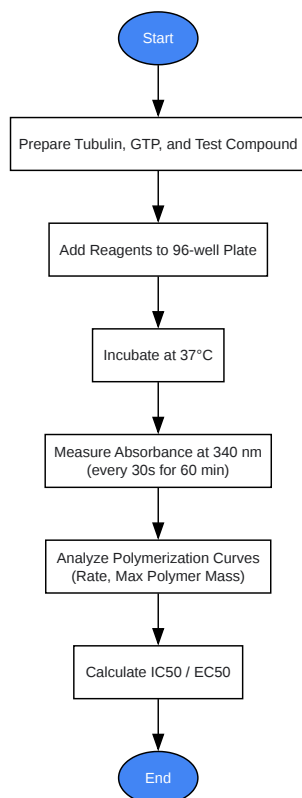 Start
Prepare Tubulin, GTP, and Test Compound
Add Reagents to 96-well Plate
Incubate at 37°C
Measure Absorbance at 340 nm
(every 30s for 60 min)
Analyze Polymerization Curves
(Rate, Max Polymer Mass)
Calculate IC50 / EC50
End